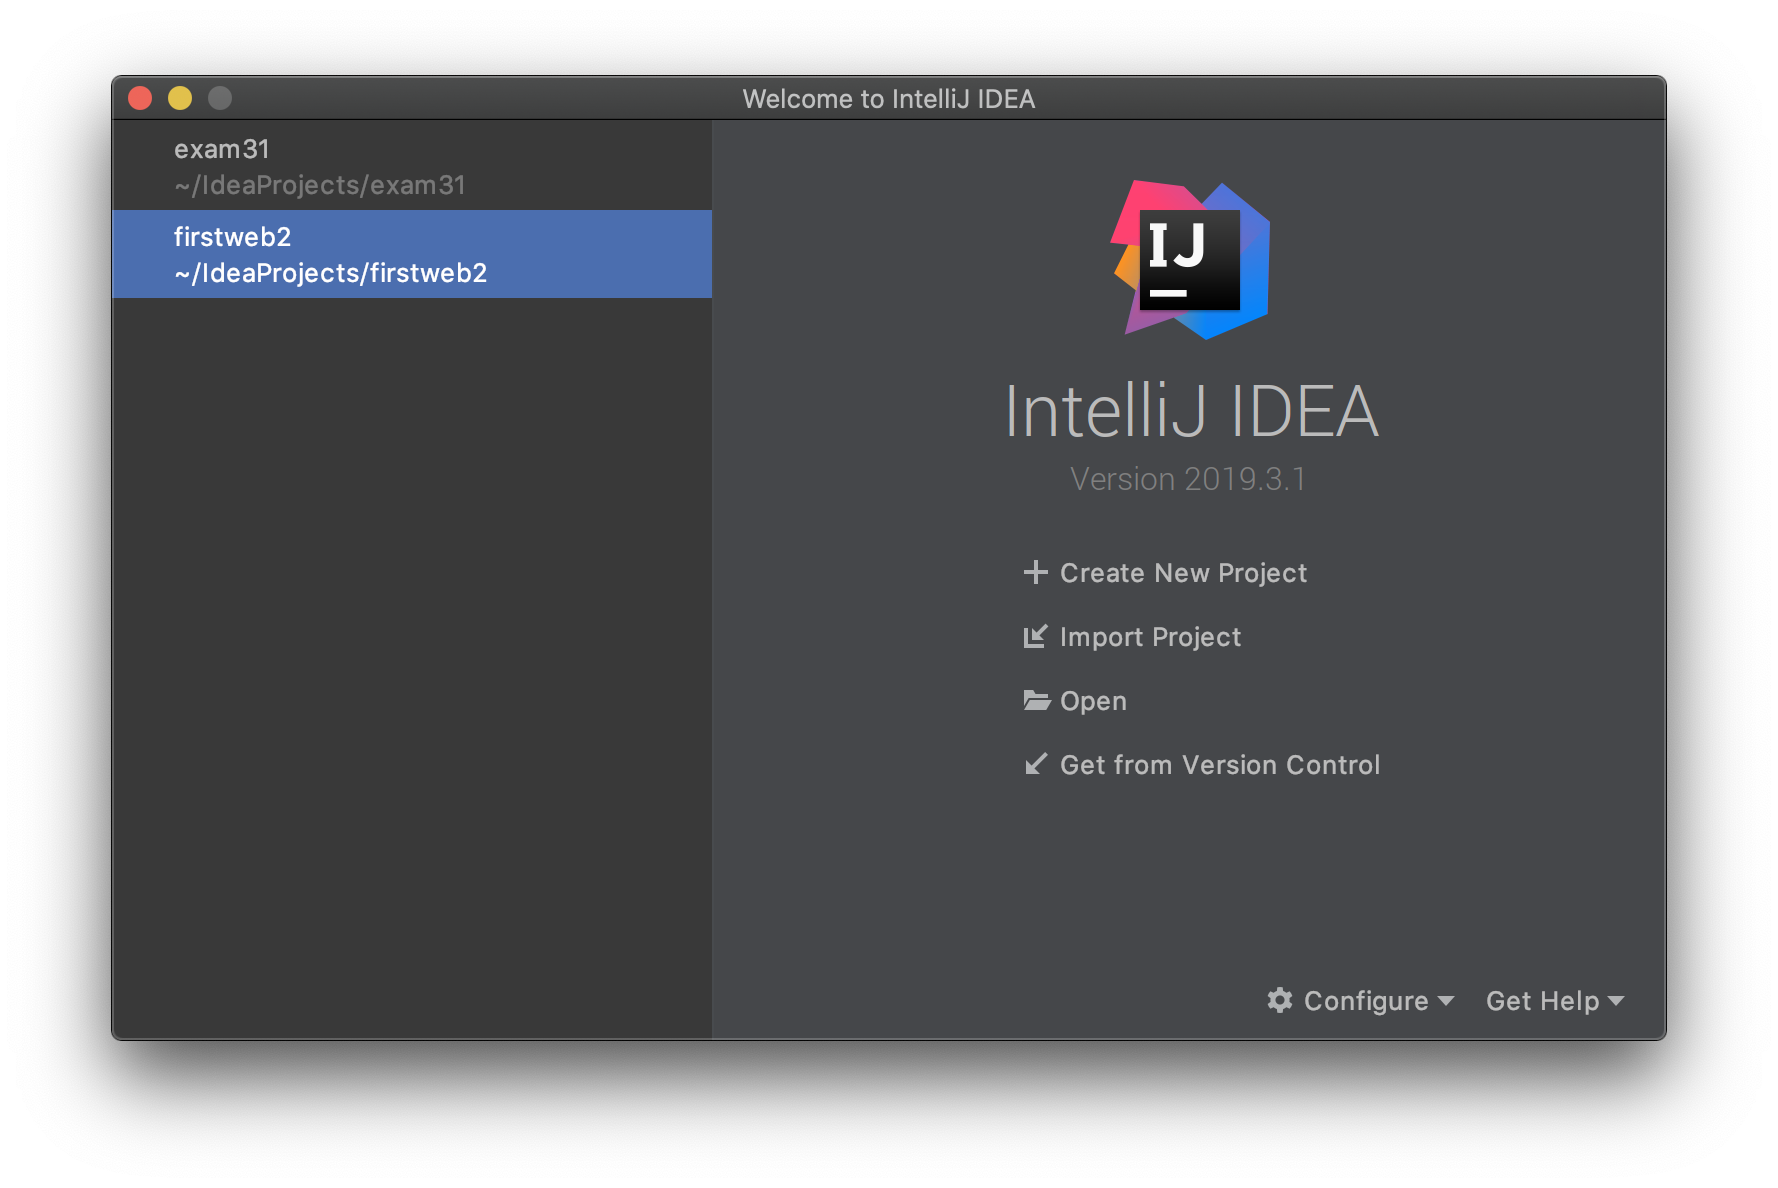 Welcome to IntelliJ IDEA
exam31
~/IdeaProjects/exam31
firstweb2
~/IdeaProjects/firstweb2
IJ
IntelliJ IDEA
Version 2019.3.1
Create New Project
Import Project
Open
Get from Version Control
Configure
Get Help